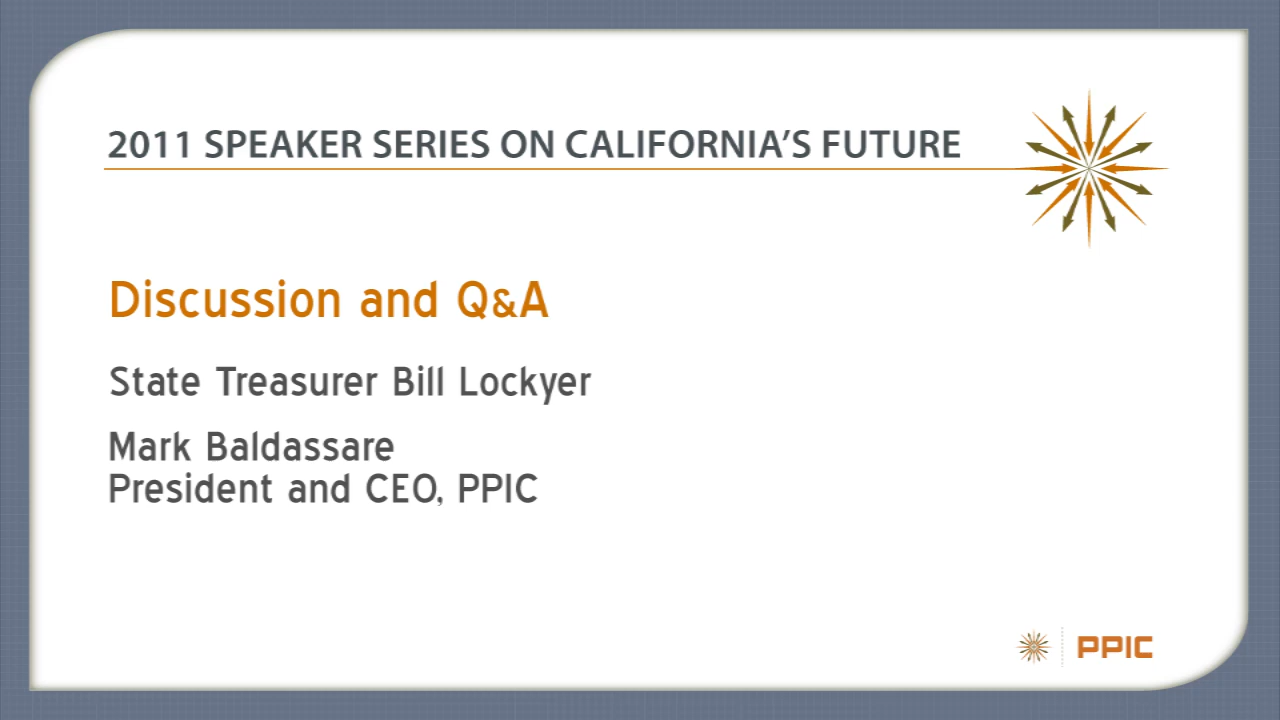 2011 SPEAKER SERIES ON CALIFORNIA’S FUTURE
Discussion and Q&A
State Treasurer Bill Lockyer
Mark Baldassare
President and CEO, PPIC
PPIC